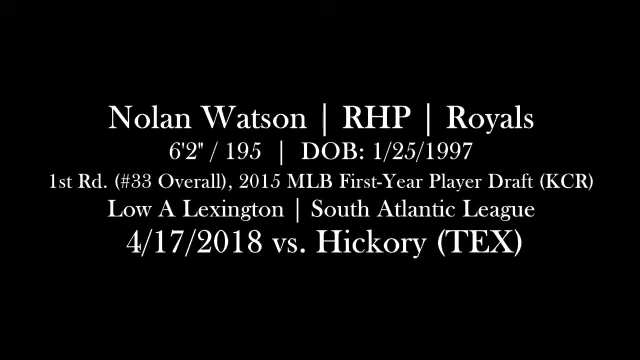 Nolan Watson | RHP | Royals
6'2" / 195 | DOB: 1/25/1997
1st Rd. (#33 Overall), 2015 MLB First-Year Player Draft (KCR)
Low A Lexington | South Atlantic League
4/17/2018 vs. Hickory (TEX)